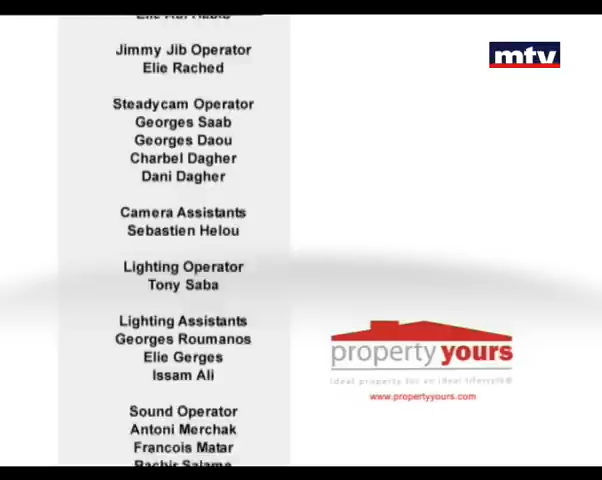 Jimmy Jib Operator
Elie Rached
Steadycam Operator
Georges Saab
Georges Daou
Charbel Dagher
Dani Dagher
Camera Assistants
Sebastien Helou
Lighting Operator
Tony Saba
Lighting Assistants
Georges Roumanos
Elie Gerges
Issam Ali
Sound Operator
Antoni Merchak
Francois Matar
Rachir Salame
mtv
property yours
ideal property for an ideal lifestyle®
www.propertyyours.com